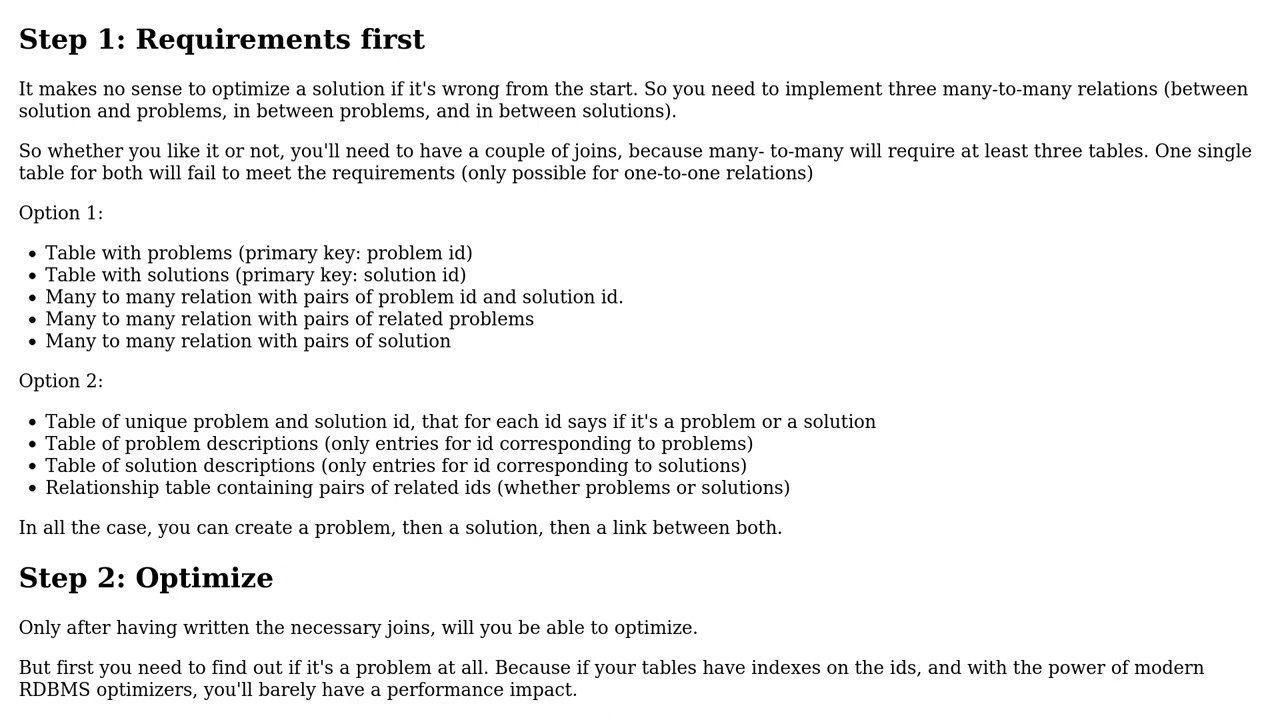 Step 1: Requirements first
It makes no sense to optimize a solution if it's wrong from the start. So you need to implement three many-to-many relations (between
solution and problems, in between problems, and in between solutions).
So whether you like it or not, you'll need to have a couple of joins, because many- to-many will require at least three tables. One single
table for both will fail to meet the requirements (only possible for one-to-one relations)
Option 1:
• Table with problems (primary key: problem id)
• Table with solutions (primary key: solution id)
• Many to many relation with pairs of problem id and solution id.
• Many to many relation with pairs of related problems
• Many to many relation with pairs of solution
Option 2:
• Table of unique problem and solution id, that for each id says if it's a problem or a solution
• Table of problem descriptions (only entries for id corresponding to problems)
• Table of solution descriptions (only entries for id corresponding to solutions)
• Relationship table containing pairs of related ids (whether problems or solutions)
In all the case, you can create a problem, then a solution, then a link between both.
Step 2: Optimize
Only after having written the necessary joins, will you be able to optimize.
But first you need to find out if it's a problem at all. Because if your tables have indexes on the ids, and with the power of modern
RDBMS optimizers, you'll barely have a performance impact.